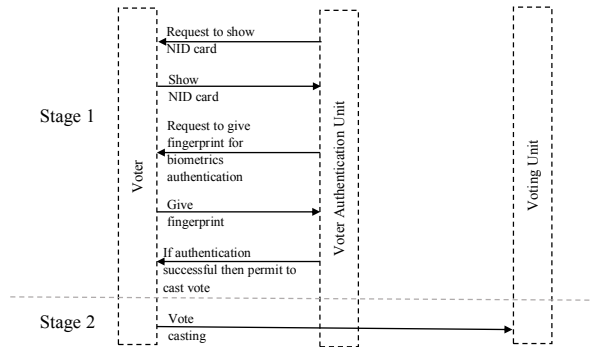 Request to show
NID card
Show
NID card
Stage 1
Request to give
fingerprint for
biometrics
authentication
Voter
Voter Authentication Unit
Voting Unit
Give
fingerprint
If authentication
successful then permit to
cast vote
Stage 2
Vote
casting